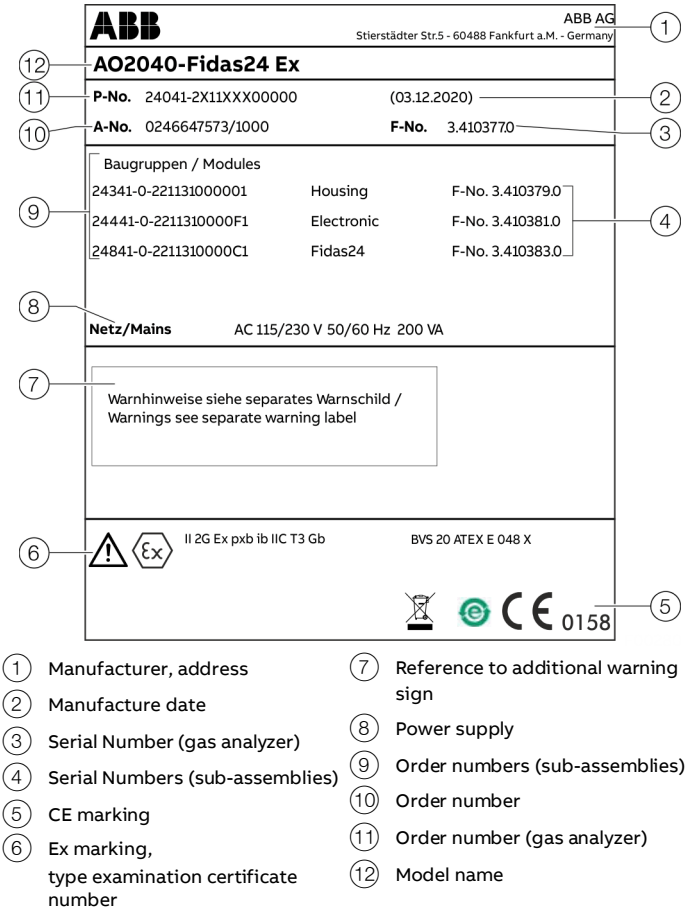 ABB
ABB AG
Stierstädter Str.5 - 60488 Fankfurt a.M. - Germany
1
12 AO2040-Fidas24 Ex
11 P-No. 24041-2X11XXX00000 (03.12.2020) 2
10 A-No. 0246647573/1000 F-No. 3.410377.0 3
Baugruppen / Modules
24341-0-221131000001 Housing F-No. 3.410379.0
9 24441-0-2211310000F1 Electronic F-No. 3.410381.0 4
24841-0-2211310000C1 Fidas24 F-No. 3.410383.0
8
Netz/Mains AC 115/230 V 50/60 Hz 200 VA
7
Warnhinweise siehe separates Warnschild /
Warnings see separate warning label
6 Ex II 2G Ex pxb ib IIC T3 Gb BVS 20 ATEX E 048 X
e CE 0158 5
1 Manufacturer, address
2 Manufacture date
3 Serial Number (gas analyzer)
4 Serial Numbers (sub-assemblies)
5 CE marking
6 Ex marking,
type examination certificate
number
7 Reference to additional warning
sign
8 Power supply
9 Order numbers (sub-assemblies)
10 Order number
11 Order number (gas analyzer)
12 Model name